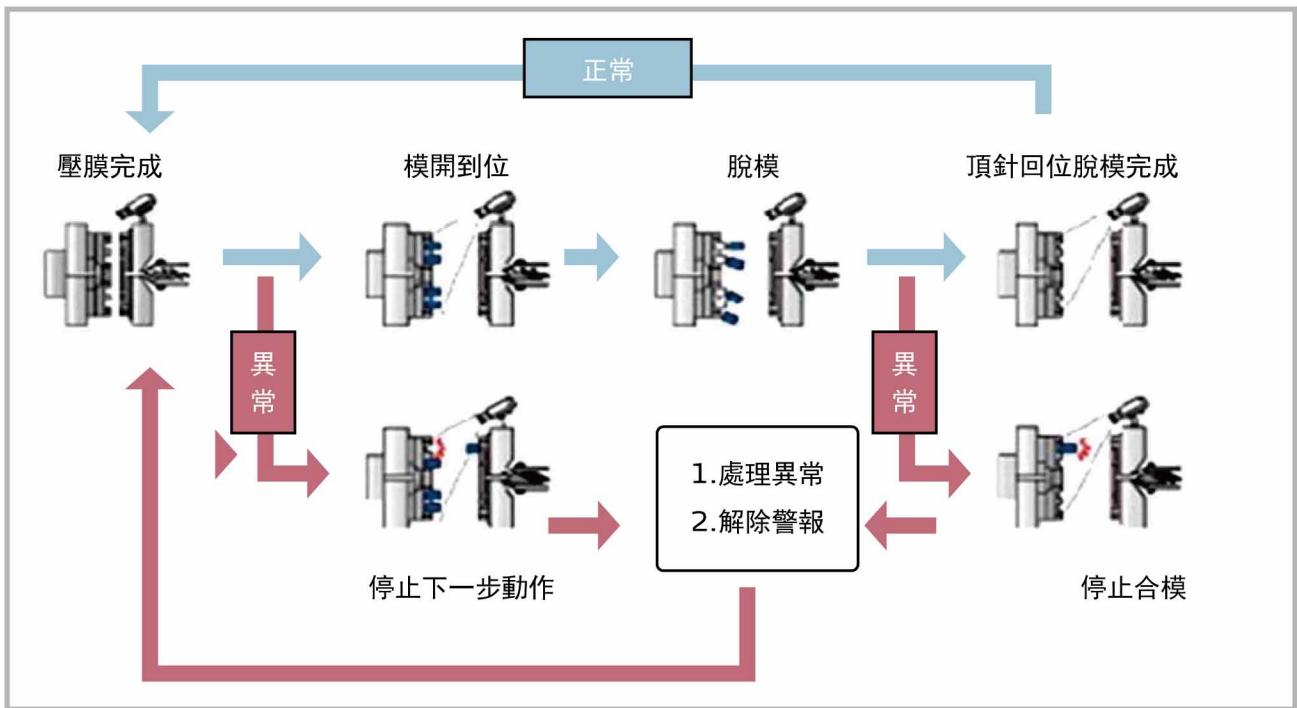 正常
壓膜完成
模開到位
脫模
頂針回位脫模完成
異常
異常
1.處理異常
2.解除警報
停止下一步動作
停止合模